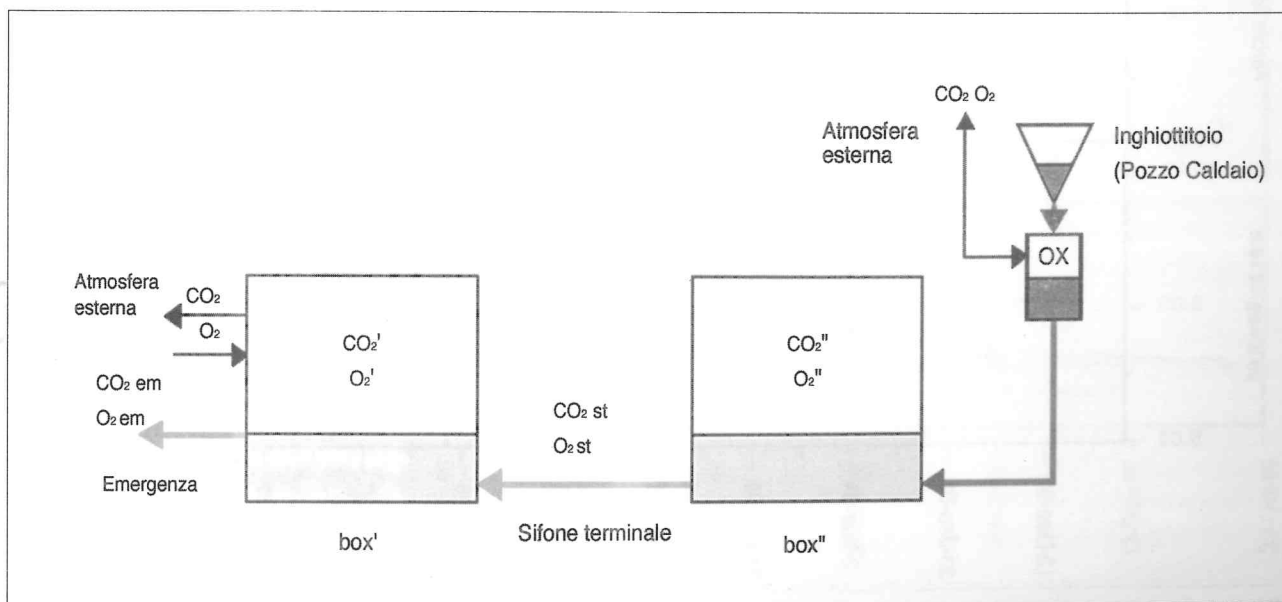 CO₂ O₂
Atmosfera
esterna
Inghiottitoio
(Pozzo Caldaio)
OX
Atmosfera
esterna
CO₂
O₂
CO₂ em
O₂ em
Emergenza
CO₂'
O₂'
box'
CO₂ st
O₂ st
Sifone terminale
CO₂"
O₂"
box"